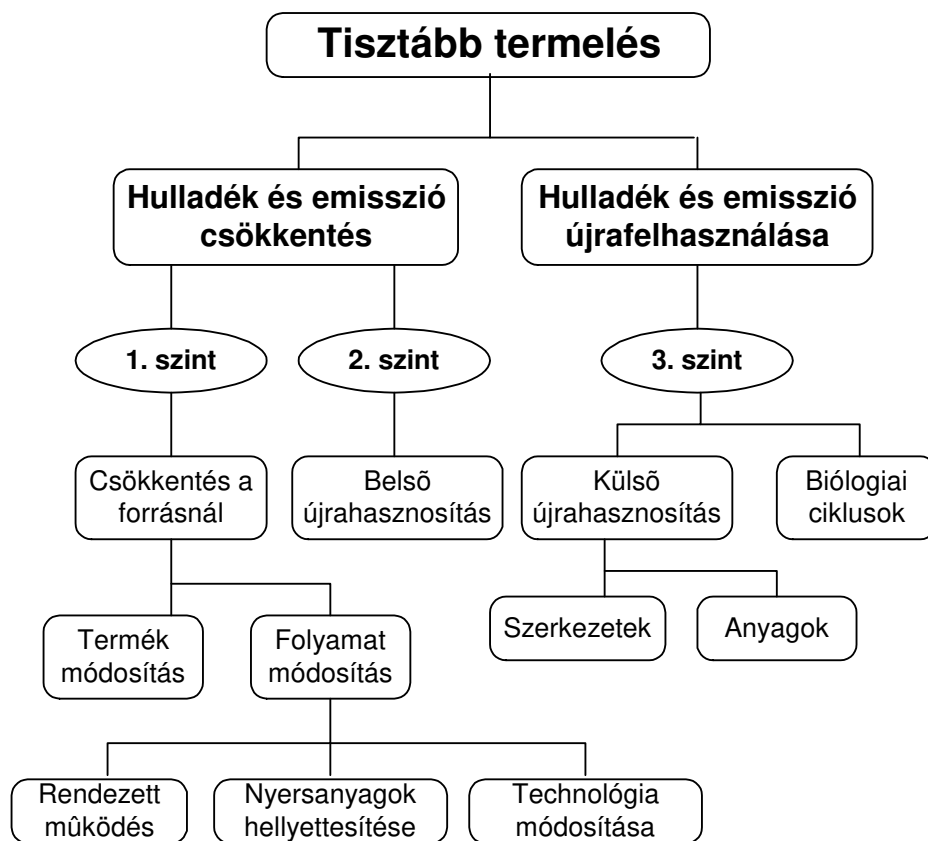 Tisztább termelés
Hulladék és emisszió
csökkentés
Hulladék és emisszió
újrafelhasználása
1. szint
2. szint
3. szint
Csökkentés a
forrásnál
Belsõ
újrahasznosítás
Külsõ
újrahasznosítás
Biólogiai
ciklusok
Termék
módosítás
Folyamat
módosítás
Szerkezetek
Anyagok
Rendezett
mûködés
Nyersanyagok
hellyettesítése
Technológia
módosítása